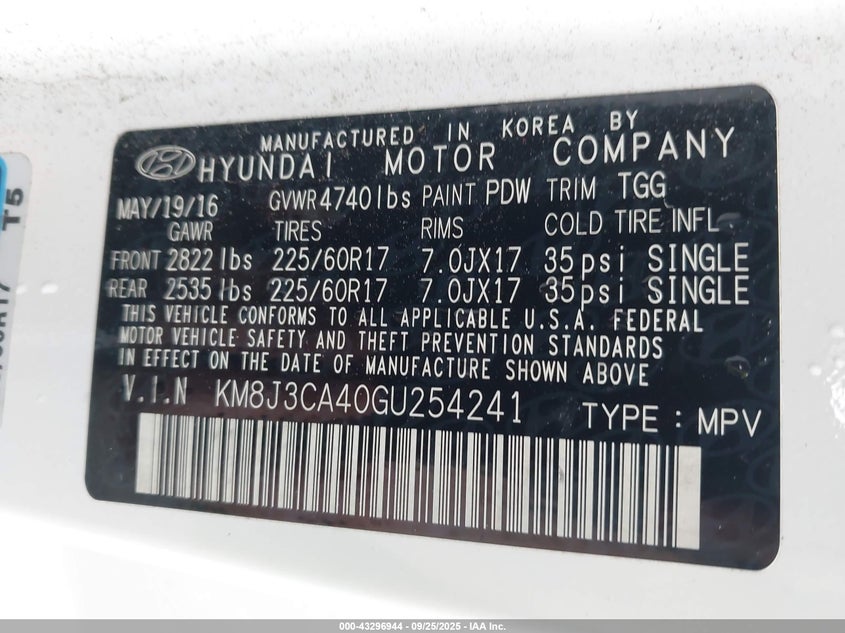 MANUFACTURED IN KOREA BY
HYUNDAI MOTOR COMPANY
MAY/19/16 GVWR 4740lbs PAINT PDW TRIM TGG
GAWR TIRES RIMS COLD TIRE INFL
FRONT 2822 lbs 225/60R17 7.0JX17 35 psi SINGLE
REAR 2535 lbs 225/60R17 7.0JX17 35 psi SINGLE
THIS VEHICLE CONFORMS TO ALL APPLICABLE U.S.A. FEDERAL
MOTOR VEHICLE SAFETY AND THEFT PREVENTION STANDARDS
IN EFFECT ON THE DATE OF MANUFACTURE SHOWN ABOVE.
V.I.N KM8J3CA40GU254241 TYPE : MPV
T5
000-43296944 / 09/25/2025 / IAA Inc.